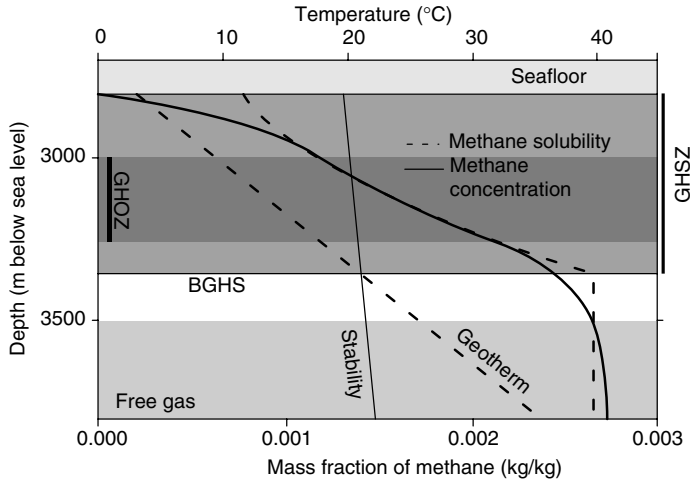 Temperature (°C)
0 10 20 30 40
Seafloor
Methane solubility
Methane
concentration
3000
GHOZ
GHSZ
BGHS
Depth (m below sea level)
3500
Stability
Geotherm
Free gas
0.000 0.001 0.002 0.003
Mass fraction of methane (kg/kg)